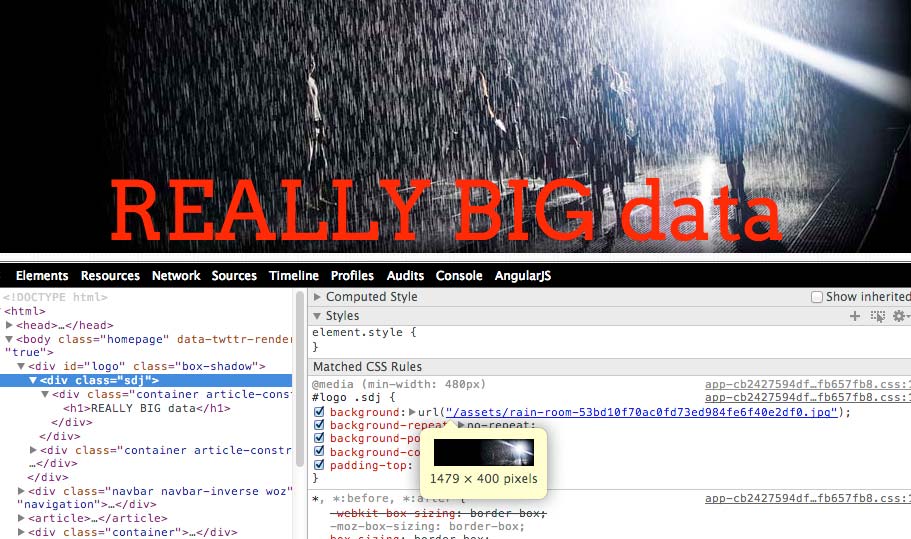 REALLY BIG data
Elements Resources Network Sources Timeline Profiles Audits Console AngularJS
<!DOCTYPE html>
<html>
<head>…</head>
<body class="homepage" data-twttr-render
"true">
<div id="logo" class="box-shadow">
<div class="sdj">
<div class="container article-cons
<h1>REALLY BIG data</h1>
</div>
</div>
<div class="container article-constr
…</div>
</div>
<div class="navbar navbar-inverse woz"
"navigation">…</div>
<article>…</article>
<div class="container">…</div>
Computed Style Show inherited
Styles
element.style {
}
Matched CSS Rules
@media (min-width: 480px) app-cb2427594df…fb657fb8.css:1
#logo .sdj { app-cb2427594df…fb657fb8.css:1
background: url("/assets/rain-room-53bd10f70ac0fd73ed984fe6f40e2df0.jpg");
background-repeat no-repeat;
background-po
background-co
padding-top:
1479 × 400 pixels
}
*, *:before, *:after { app-cb2427594df…fb657fb8.css:1
-webkit-box-sizing: border-box;
-moz-box-sizing: border-box;
box-sizing: border-box;